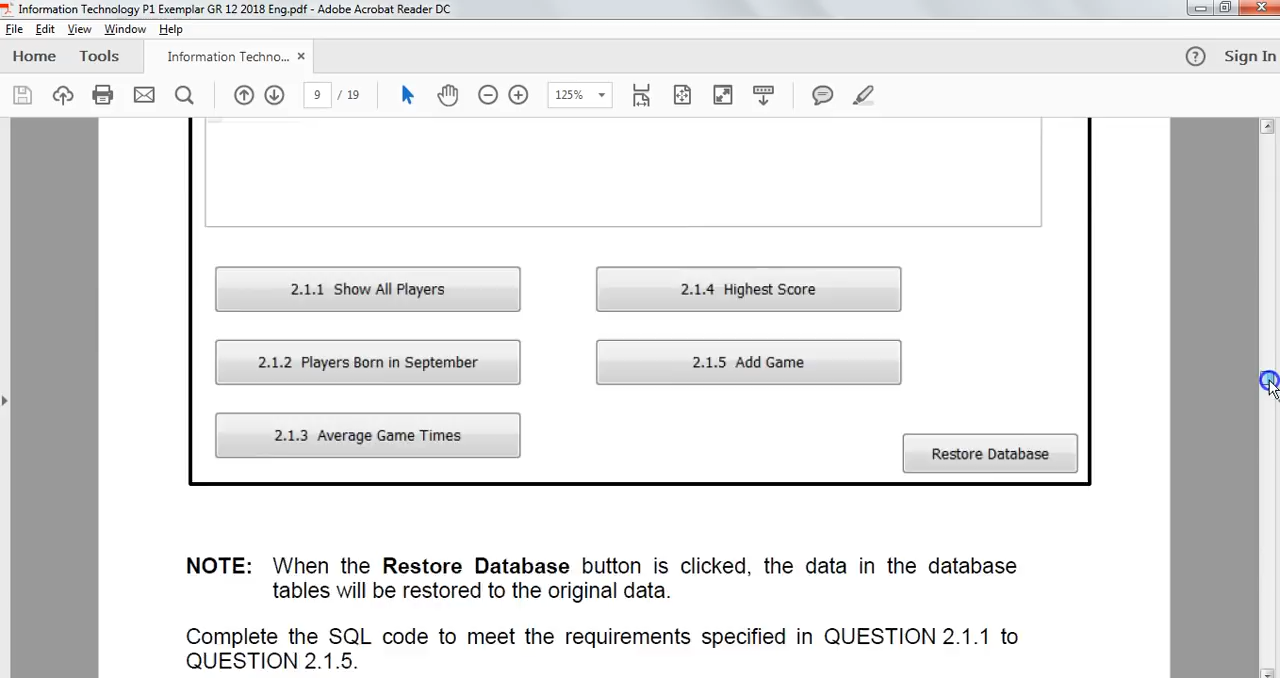 Information Technology P1 Exemplar GR 12 2018 Eng.pdf - Adobe Acrobat Reader DC
File Edit View Window Help
Home Tools Information Techno... × ? Sign In
9 / 19 125%
2.1.1 Show All Players 2.1.4 Highest Score
2.1.2 Players Born in September 2.1.5 Add Game
2.1.3 Average Game Times
Restore Database
NOTE: When the Restore Database button is clicked, the data in the database
tables will be restored to the original data.
Complete the SQL code to meet the requirements specified in QUESTION 2.1.1 to
QUESTION 2.1.5.